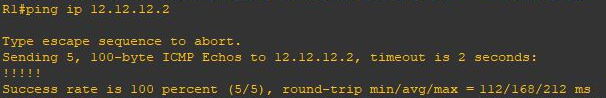 R1#ping ip 12.12.12.2
Type escape sequence to abort.
Sending 5, 100-byte ICMP Echos to 12.12.12.2, timeout is 2 seconds:
!!!!!
Success rate is 100 percent (5/5), round-trip min/avg/max = 112/168/212 ms